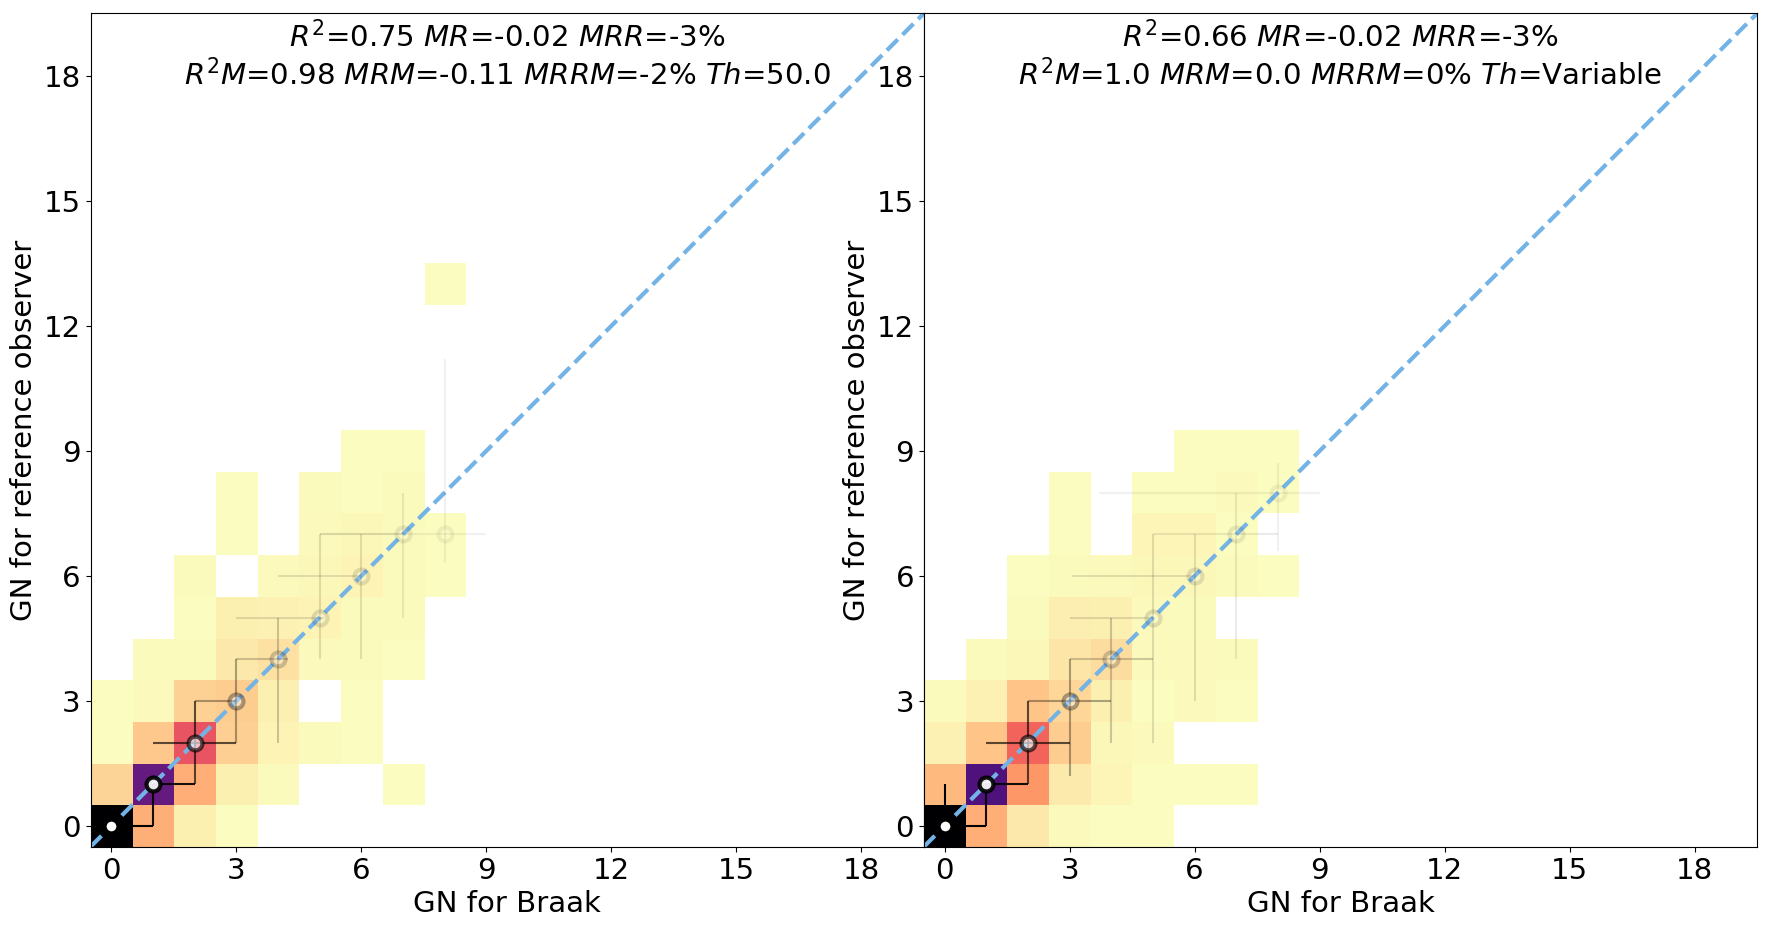 R²=0.75 MR=-0.02 MRR=-3%
R²M=0.98 MRM=-0.11 MRRM=-2% Th=50.0
18
15
12
9
6
3
0
GN for reference observer
0 3 6 9 12 15 18
GN for Braak
R²=0.66 MR=-0.02 MRR=-3%
R²M=1.0 MRM=0.0 MRRM=0% Th=Variable
18
15
12
9
6
3
0
GN for reference observer
0 3 6 9 12 15 18
GN for Braak